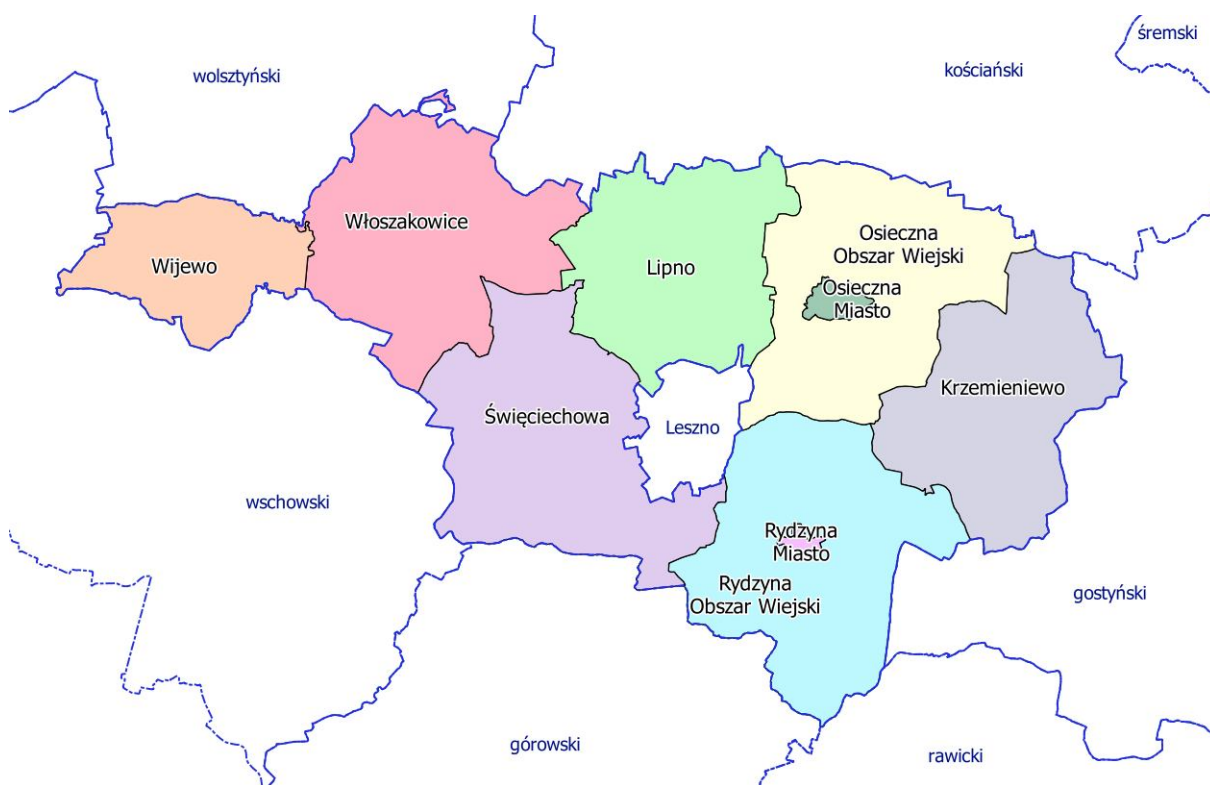 śremski
wolsztyński
kościański
Włoszakowice
Osieczna
Obszar Wiejski
Wijewo
Lipno
Osieczna
Miasto
Krzemieniewo
Święciechowa
Leszno
wschowski
Rydzyna
Miasto
Rydzyna
Obszar Wiejski
gostyński
górowski
rawicki